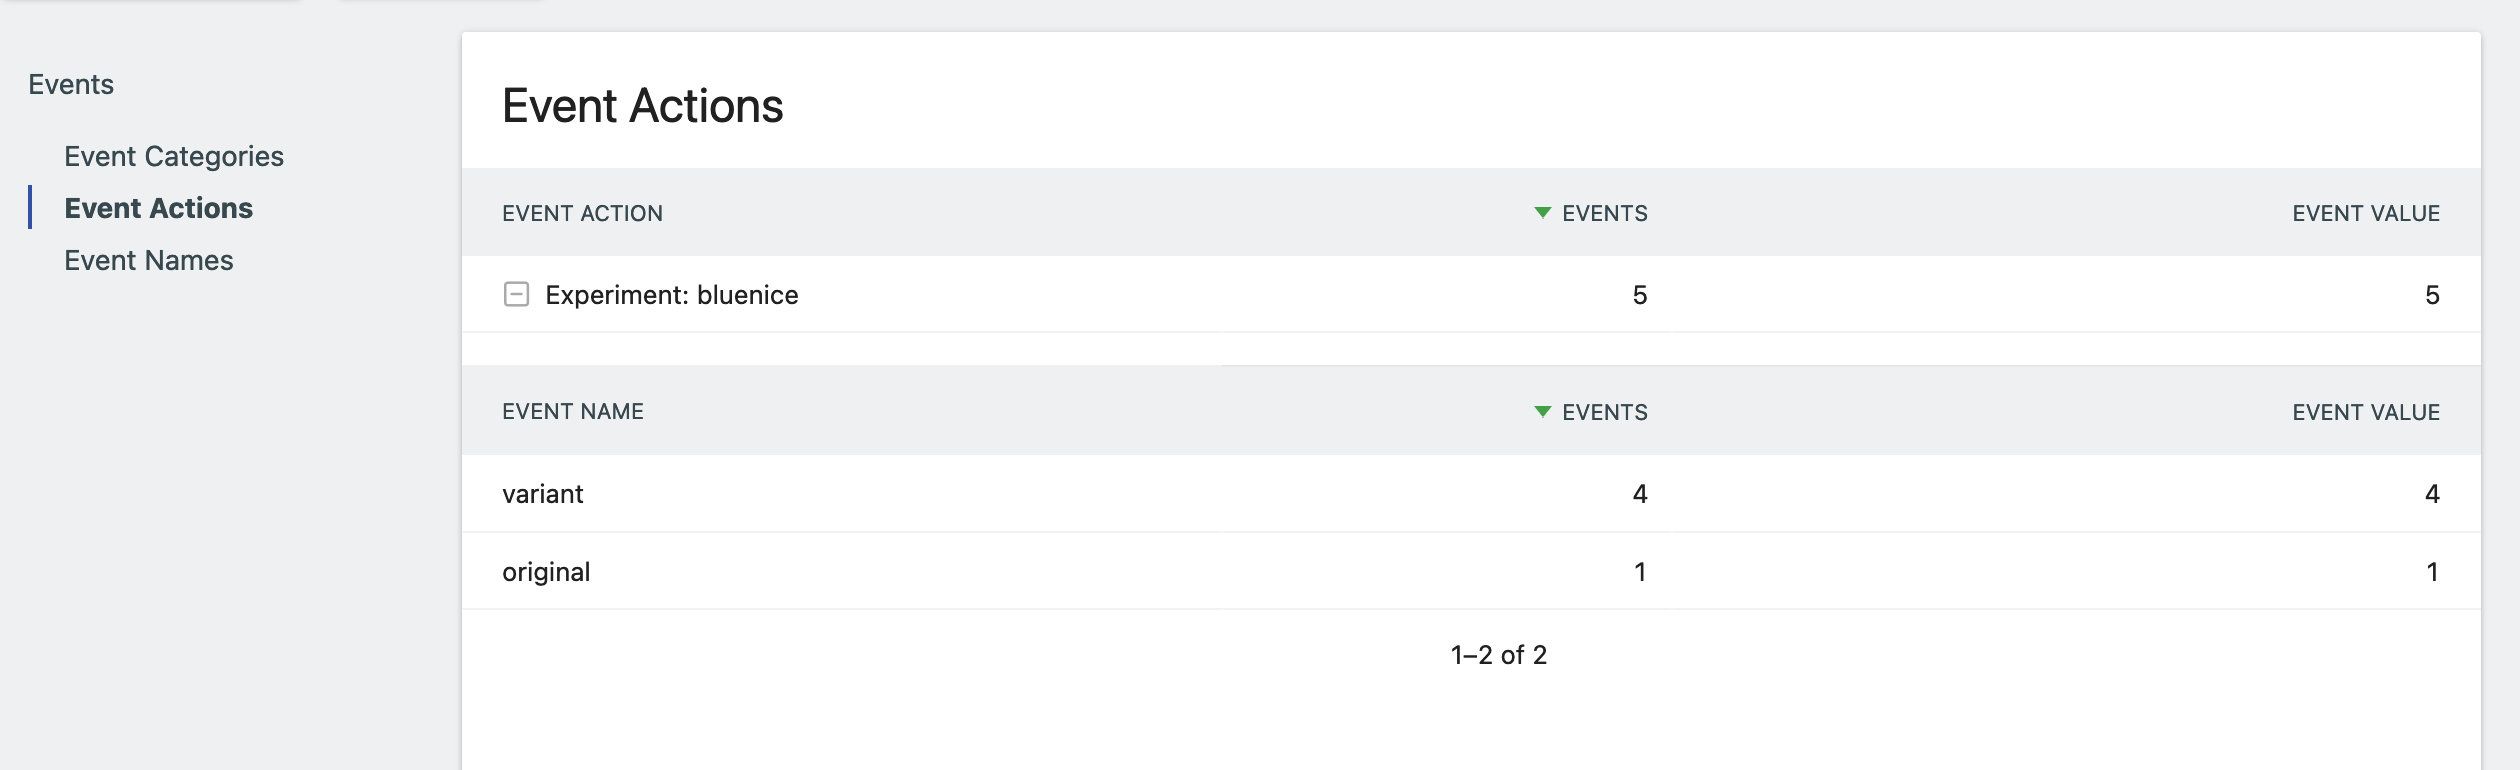 Events
Event Categories
Event Actions
Event Names
Event Actions
EVENT ACTION EVENTS EVENT VALUE
Experiment: bluenice 5 5
EVENT NAME EVENTS EVENT VALUE
variant 4 4
original 1 1
1–2 of 2